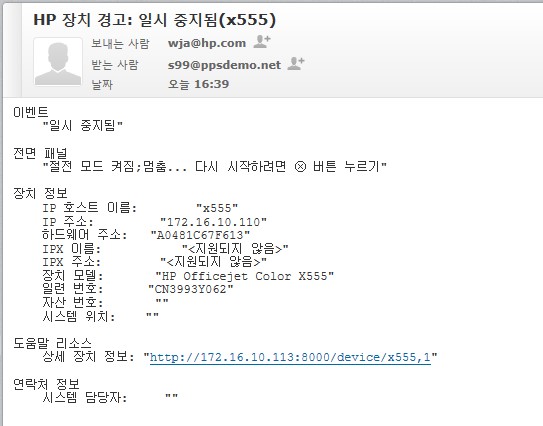 HP 장치 경고: 일시 중지됨(x555)
보내는 사람 wja@hp.com
받는 사람 s99@ppsdemo.net
날짜 오늘 16:39
이벤트
"일시 중지됨"
전면 패널
"절전 모드 켜짐;멈춤... 다시 시작하려면 ⓧ 버튼 누르기"
장치 정보
IP 호스트 이름: "x555"
IP 주소: "172.16.10.110"
하드웨어 주소: "A0481C67F613"
IPX 이름: "<지원되지 않음>"
IPX 주소: "<지원되지 않음>"
장치 모델: "HP Officejet Color X555"
일련 번호: "CN3993Y062"
자산 번호: ""
시스템 위치: ""
도움말 리소스
상세 장치 정보: "http://172.16.10.113:8000/device/x555,1"
연락처 정보
시스템 담당자: ""